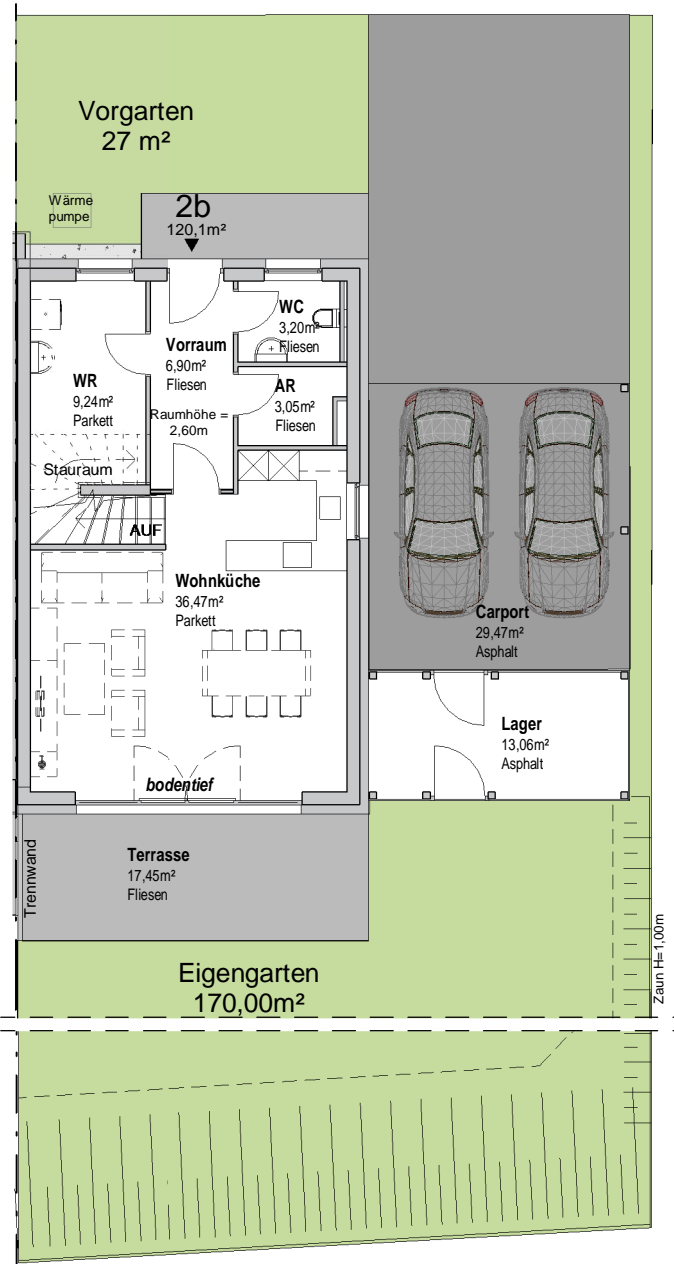 Vorgarten
27 m²
Wärme
pumpe
2b
120,1m²
WC
3,20m²
Fliesen
Vorraum
6,90m²
Fliesen
WR
9,24m²
Parkett
AR
3,05m²
Fliesen
Raumhöhe =
2,60m
Stauraum
AUF
Wohnküche
36,47m²
Parkett
Carport
29,47m²
Asphalt
Lager
13,06m²
Asphalt
bodentief
Terrasse
17,45m²
Fliesen
Trennwand
Zaun H=1,00m
Eigengarten
170,00m²